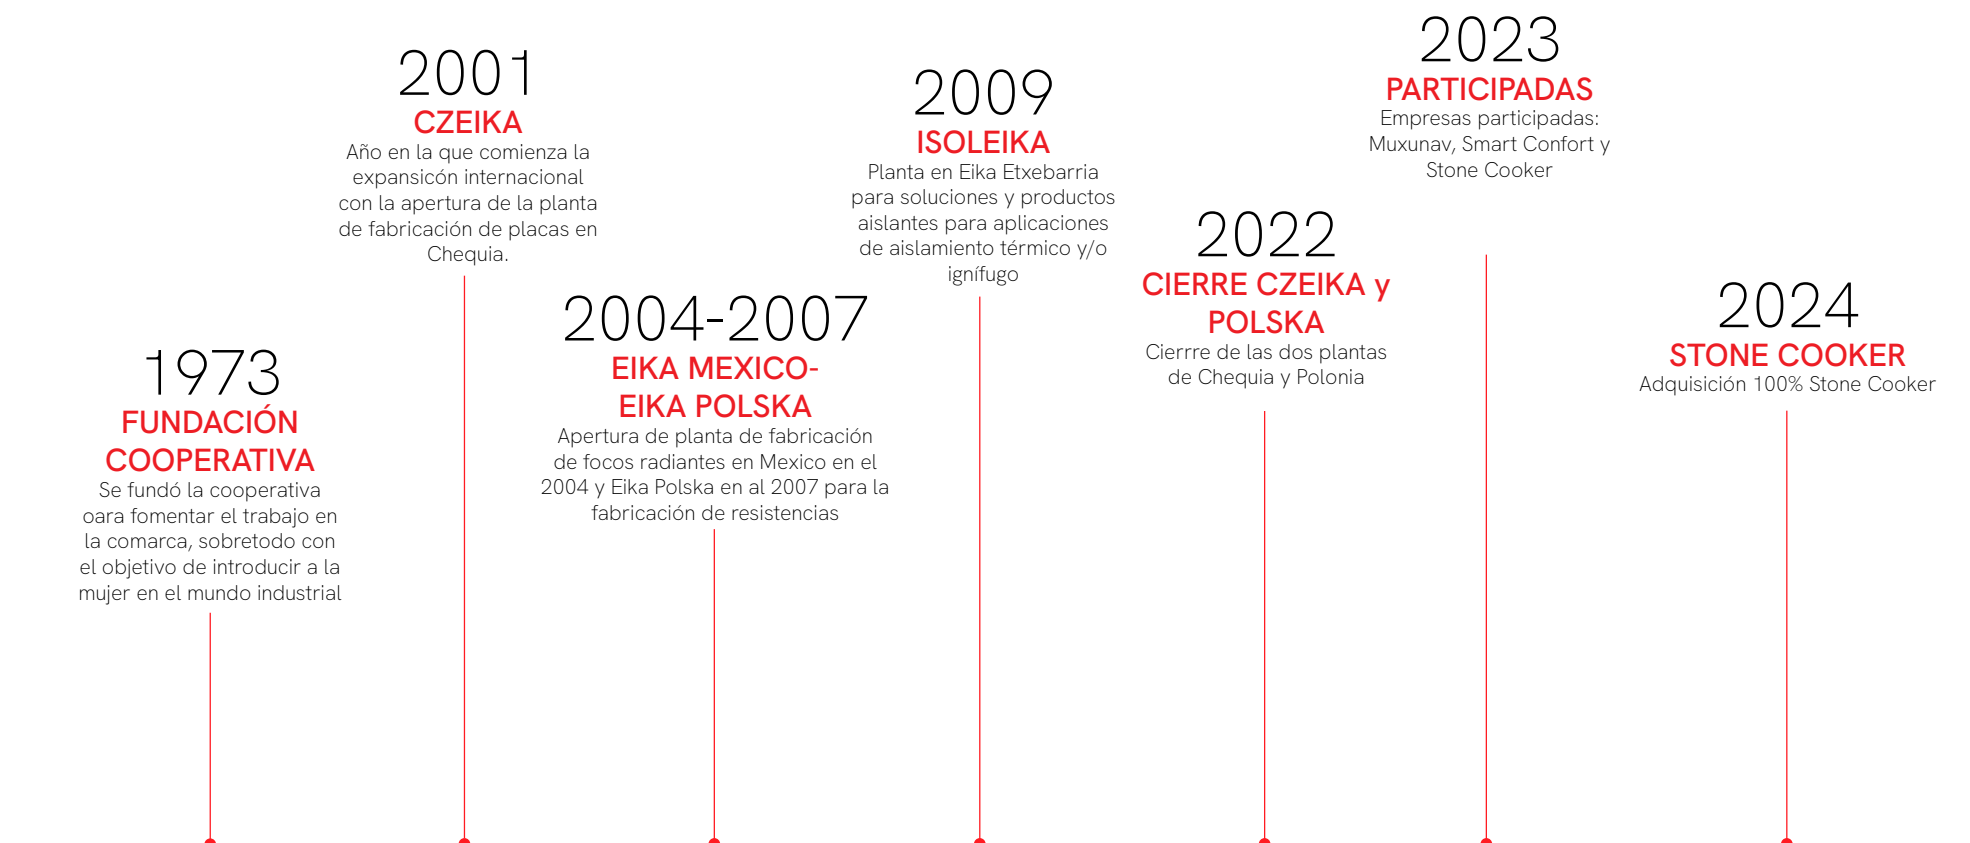 1973
FUNDACIÓN
COOPERATIVA
Se fundó la cooperativa
oara fomentar el trabajo en
la comarca, sobretodo con
el objetivo de introducir a la
mujer en el mundo industrial
2001
CZEIKA
Año en la que comienza la
expansicón internacional
con la apertura de la planta
de fabricación de placas en
Chequia.
2004-2007
EIKA MEXICO-
EIKA POLSKA
Apertura de planta de fabricación
de focos radiantes en Mexico en el
2004 y Eika Polska en al 2007 para la
fabricación de resistencias
2009
ISOLEIKA
Planta en Eika Etxebarria
para soluciones y productos
aislantes para aplicaciones
de aislamiento térmico y/o
ignífugo
2022
CIERRE CZEIKA y
POLSKA
Cierrre de las dos plantas
de Chequia y Polonia
2023
PARTICIPADAS
Empresas participadas:
Muxunav, Smart Confort y
Stone Cooker
2024
STONE COOKER
Adquisición 100% Stone Cooker